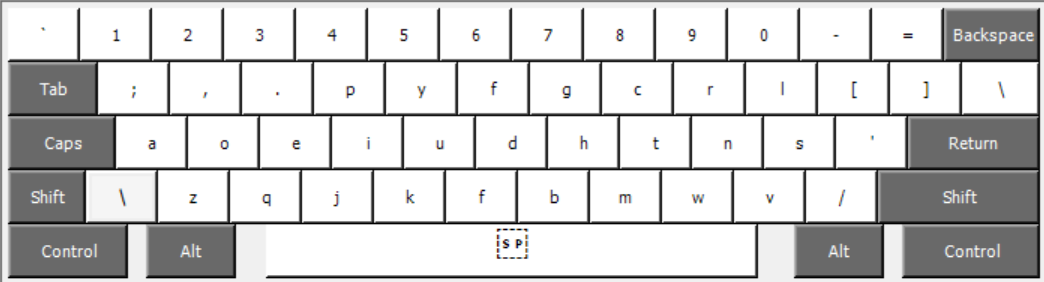 ` 1 2 3 4 5 6 7 8 9 0 - = Backspace
Tab ; , . p y f g c r l [ ] \
Caps a o e i u d h t n s ' Return
Shift \ z q j k f b m w v / Shift
Control Alt SP Alt Control